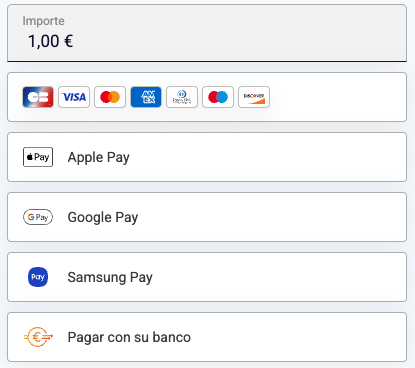 Importe
1,00 €
CB VISA AM EX DISCOVER
Pay Apple Pay
G Pay Google Pay
Pay Samsung Pay
€ Pagar con su banco